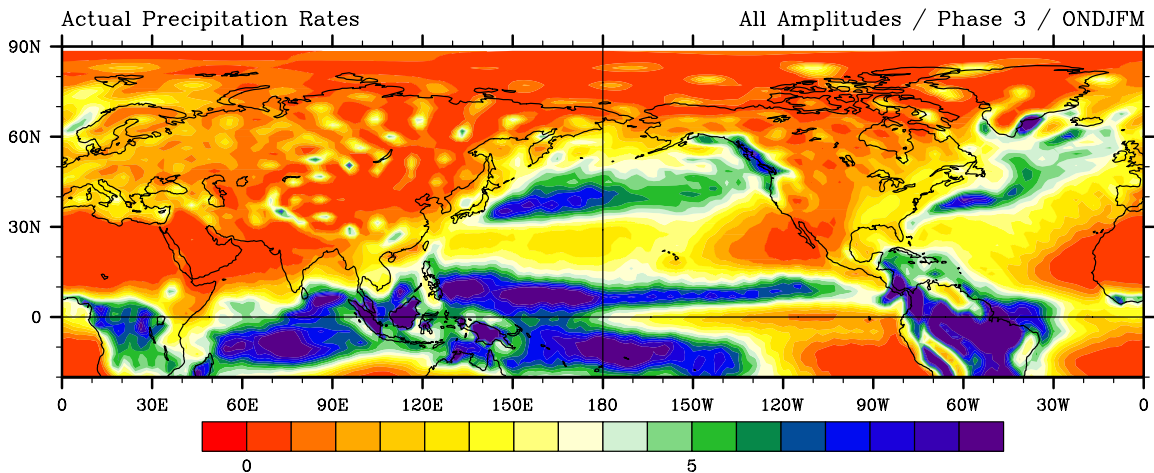 Actual Precipitation Rates All Amplitudes / Phase 3 / ONDJFM
90N
60N
30N
0
0 30E 60E 90E 120E 150E 180 150W 120W 90W 60W 30W 0
0 5